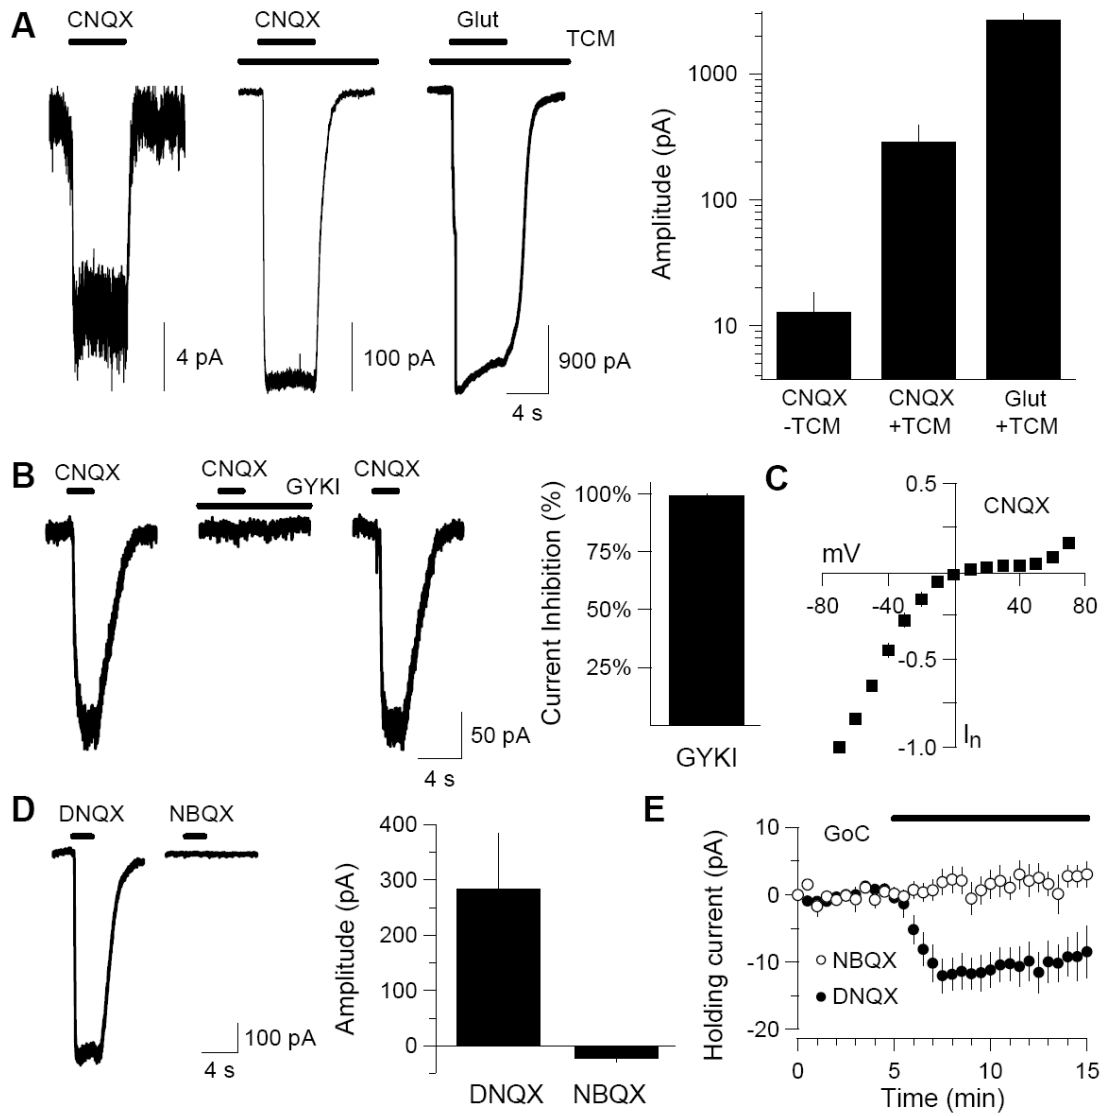 A
CNQX
CNQX
Glut
TCM
4 pA
100 pA
900 pA
4 s
Amplitude (pA)
1000
100
10
CNQX
-TCM
CNQX
+TCM
Glut
+TCM
B
CNQX
CNQX
GYKI
CNQX
50 pA
4 s
Current Inhibition (%)
100%
75%
50%
25%
GYKI
C
0.5
CNQX
mV
-80
-40
40
80
-0.5
-1.0
In
D
DNQX
NBQX
100 pA
4 s
Amplitude (pA)
400
300
200
100
0
DNQX
NBQX
E
Holding current (pA)
10
0
-10
-20
GoC
NBQX
DNQX
0
5
10
15
Time (min)